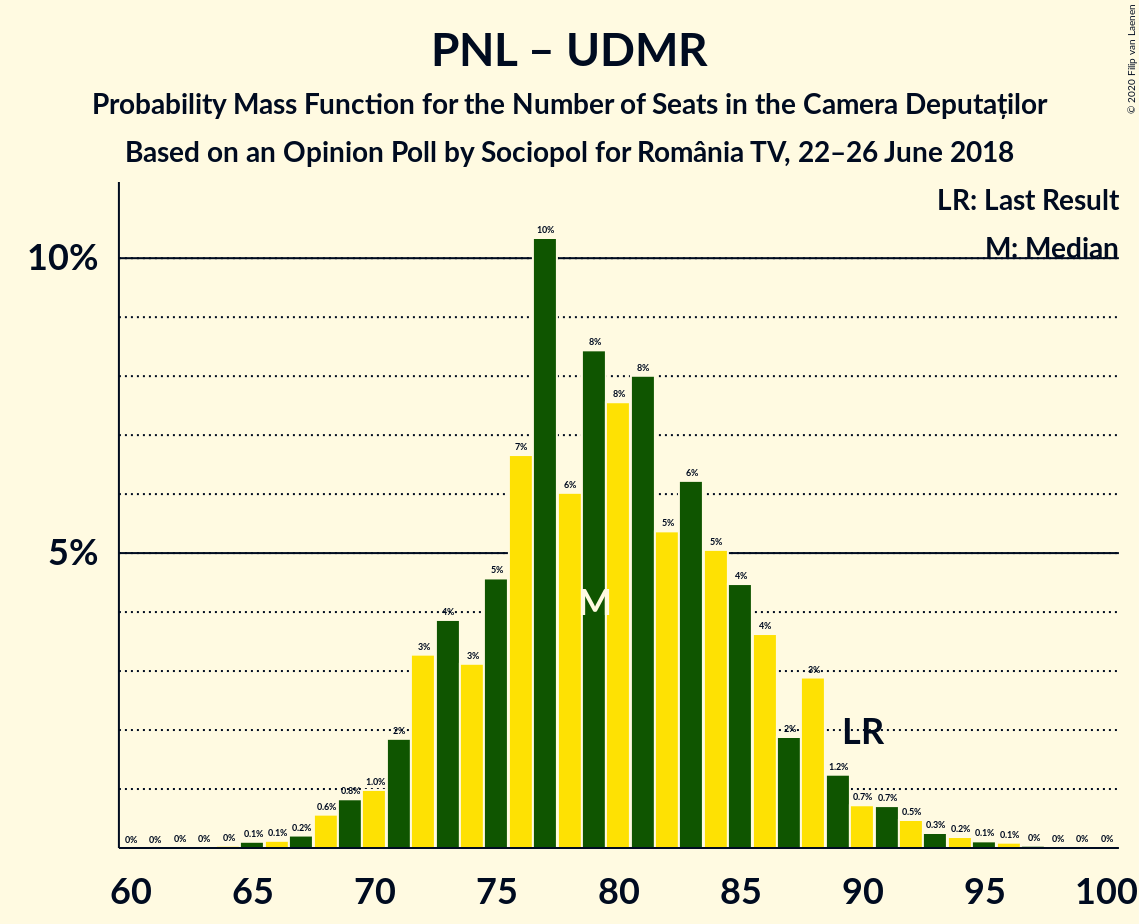 PNL – UDMR
Probability Mass Function for the Number of Seats in the Camera Deputaților
Based on an Opinion Poll by Sociopol for România TV, 22–26 June 2018
© 2020 Filip van Laenen
LR: Last Result
M: Median
10%
5%
0% 0% 0% 0% 0% 0.1% 0.1% 0.2% 0.6% 0.8% 1.0% 2% 3% 4% 3% 5% 7% 10% 6% 8% 8% 8% 5% 6% 5% 4% 4% 2% 3% 1.2% 0.7% 0.7% 0.5% 0.3% 0.2% 0.1% 0.1% 0% 0% 0% 0%
M
LR
60 65 70 75 80 85 90 95 100